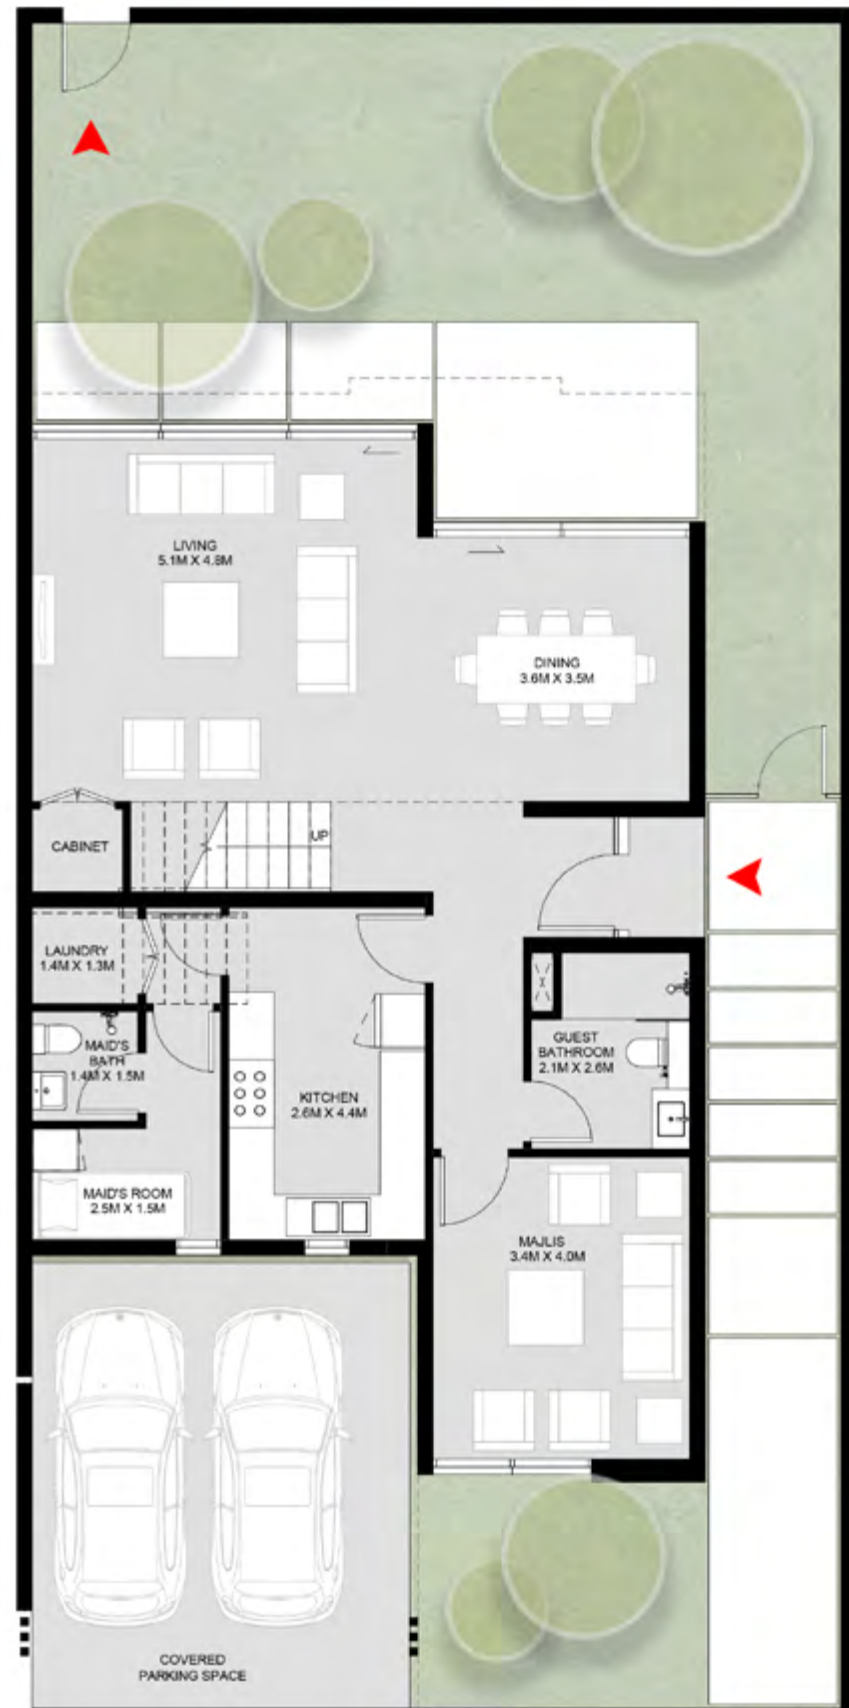 LIVING
5.1M X 4.8M
DINING
3.6M X 3.5M
CABINET
UP
LAUNDRY
1.4M X 1.3M
MAID'S
BATH
1.4M X 1.5M
GUEST
BATHROOM
2.1M X 2.6M
KITCHEN
2.6M X 4.4M
MAID'S ROOM
2.5M X 1.5M
MAJLIS
3.4M X 4.0M
COVERED
PARKING SPACE